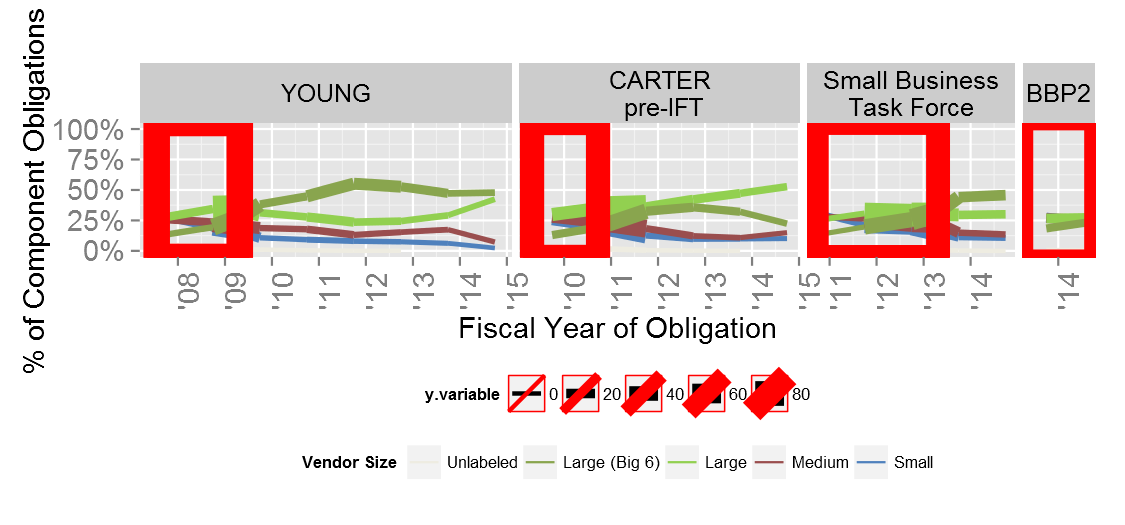 % of Component Obligations
YOUNG
CARTER
pre-IFT
Small Business
Task Force
BBP2
100%
75%
50%
25%
0%
'08 '09 '10 '11 '12 '13 '14 '15 '10 '11 '12 '13 '14 '15 '11 '12 '13 '14 '14
Fiscal Year of Obligation
y.variable 0 20 40 60 80
Vendor Size Unlabeled Large (Big 6) Large Medium Small